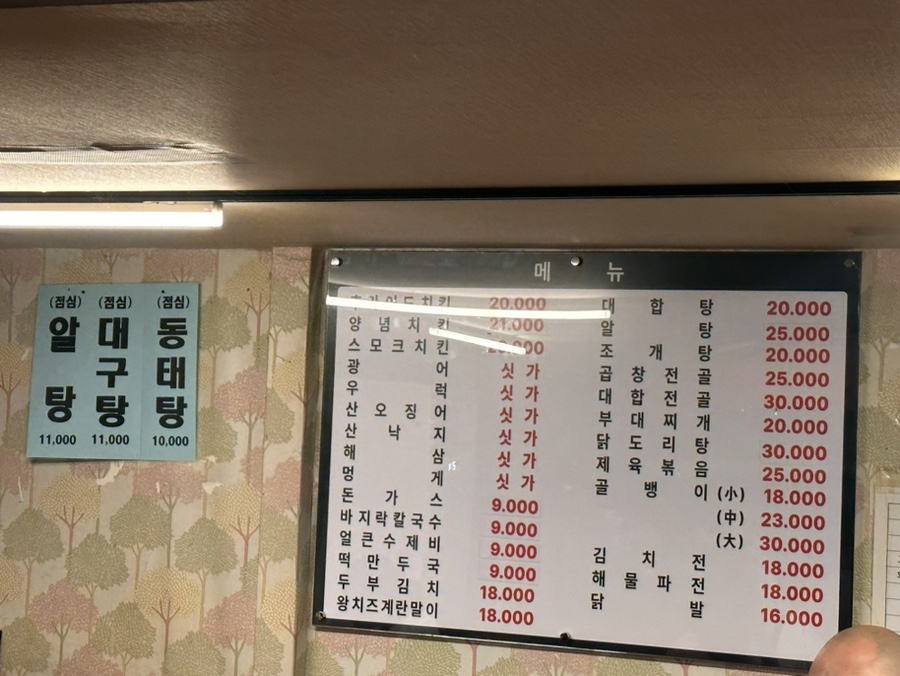 (점심) 알탕 11,000
(점심) 대구탕 11,000
(점심) 동태탕 10,000
메뉴
후라이드치킨 20.000
양념치킨 21.000
스모크치킨
광어 싯가
우럭 싯가
산오징어 싯가
산낙지 싯가
해삼 싯가
멍게 싯가
돈가스 9.000
바지락칼국수 9.000
얼큰수제비 9.000
떡만두국 9.000
두부김치 18.000
왕치즈계란말이 18.000
대합탕 20.000
알탕 25.000
조개탕 20.000
곱창전골 25.000
대합전골 30.000
부대찌개 20.000
닭도리탕 30.000
제육볶음 25.000
골뱅이 (小) 18.000
(中) 23.000
(大) 30.000
김치전 18.000
해물파전 18.000
닭발 16.000